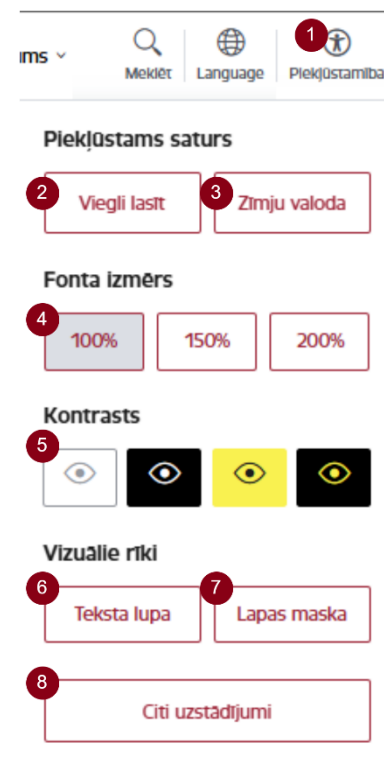 1
Meklēt Language Piekļūstamība
Piekļūstams saturs
2 Viegli lasīt 3 Zīmju valoda
Fonta izmērs
4 100% 150% 200%
Kontrasts
5
Vizuālie rīki
6 Teksta lupa 7 Lapas maska
8 Citi uzstādījumi